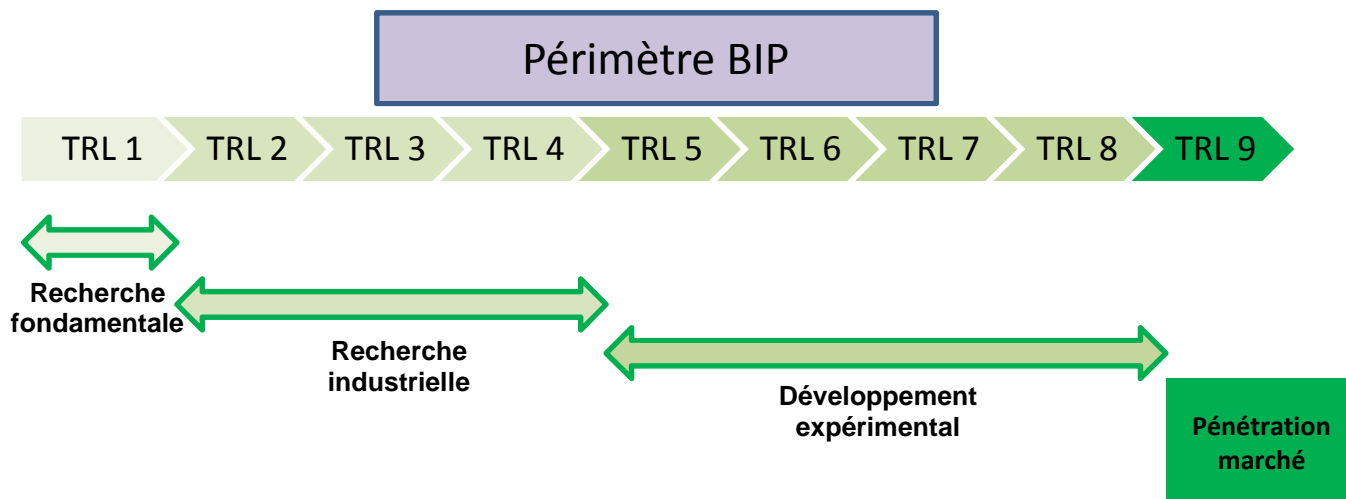 Périmètre BIP
TRL 1 TRL 2 TRL 3 TRL 4 TRL 5 TRL 6 TRL 7 TRL 8 TRL 9
Recherche
fondamentale
Recherche
industrielle
Développement
expérimental
Pénétration
marché